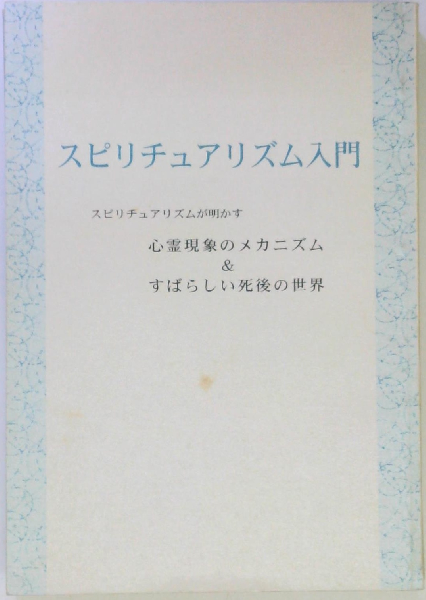 スピリチュアリズム入門
スピリチュアリズムが明かす
心霊現象のメカニズム
&
すばらしい死後の世界